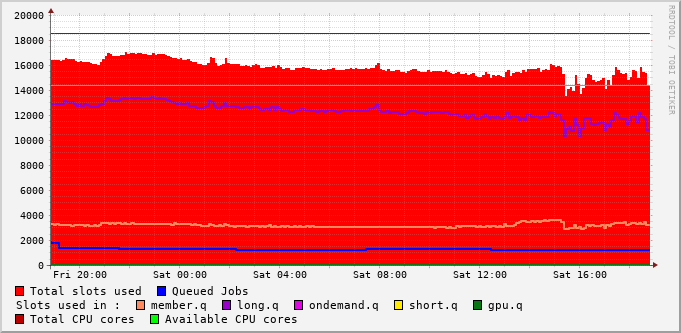 20000
18000
16000
14000
12000
10000
8000
6000
4000
2000
0
Fri 20:00 Sat 00:00 Sat 04:00 Sat 08:00 Sat 12:00 Sat 16:00
RRDTOOL / TOBI OETIKER
Total slots used Queued Jobs
Slots used in : member.q long.q ondemand.q short.q gpu.q
Total CPU cores Available CPU cores